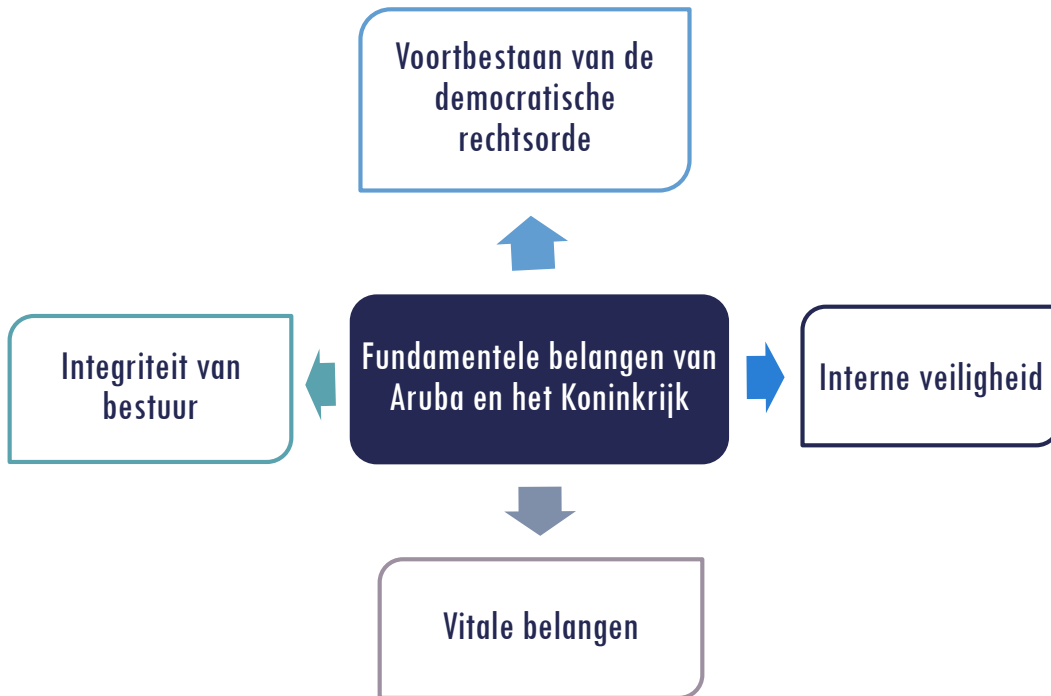 Voortbestaan van de
democratische
rechtsorde
Integriteit van
bestuur
Fundamentele belangen van
Aruba en het Koninkrijk
Interne veiligheid
Vitale belangen